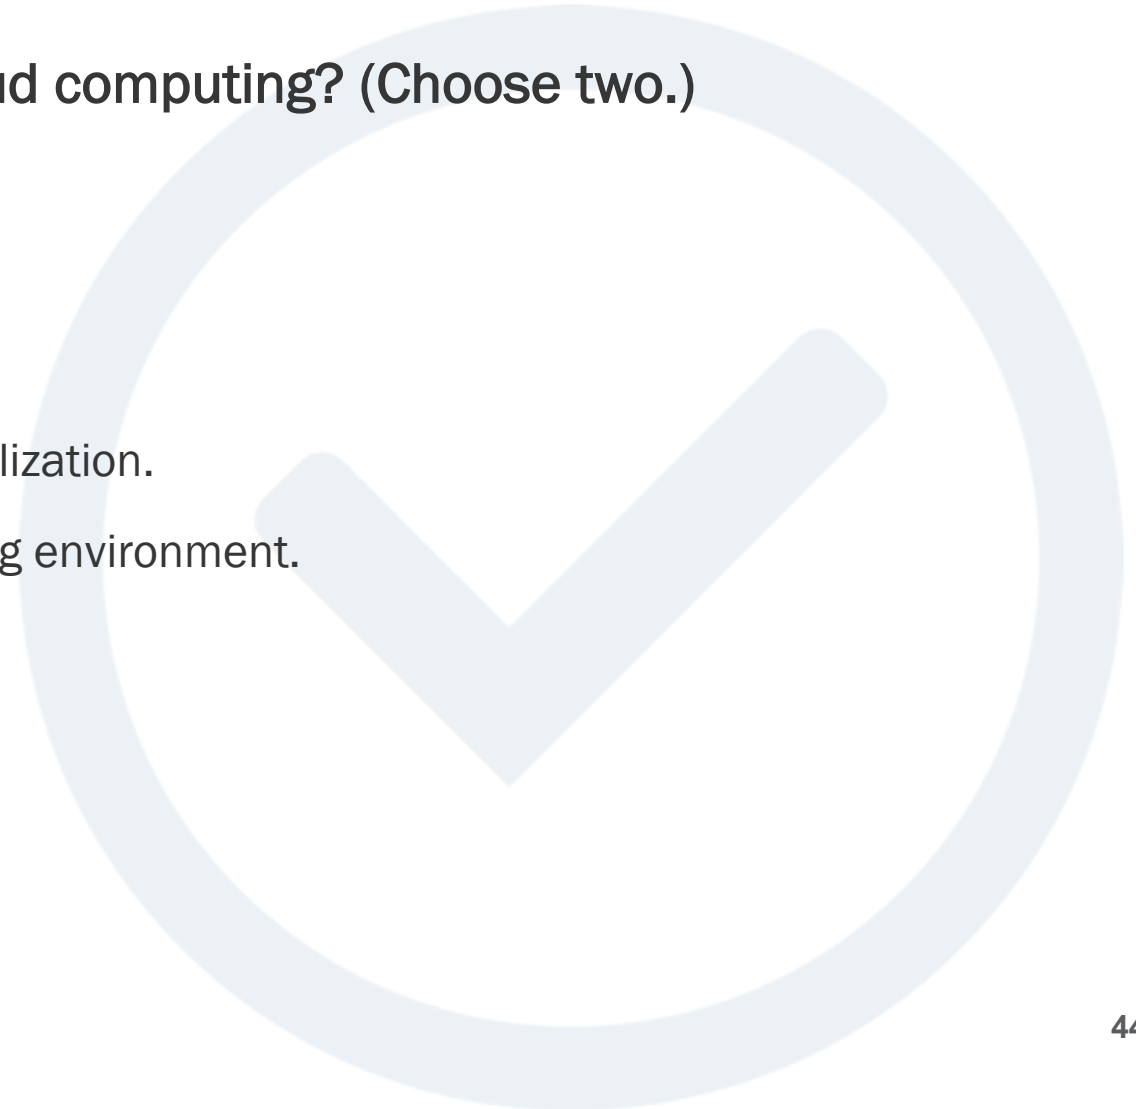 ud computing? (Choose two.)
lization.
g environment.
44